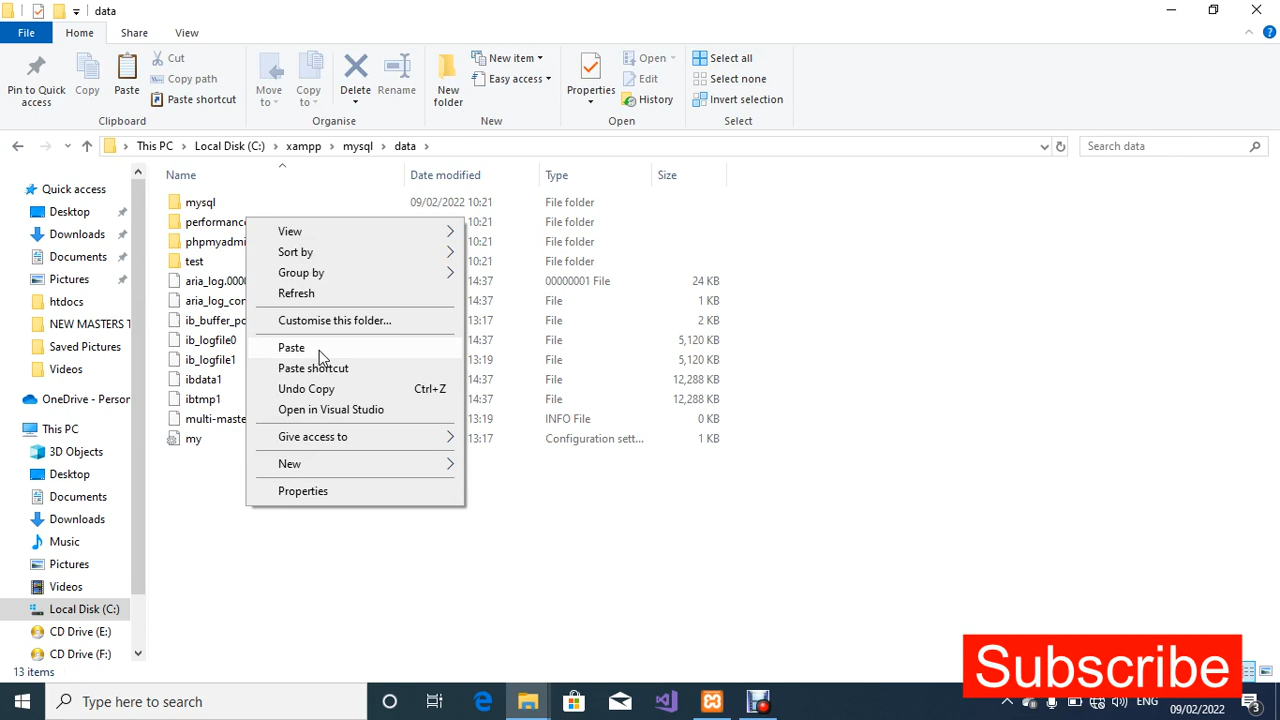 data
File Home Share View
Pin to Quick access
Copy
Paste
Cut
Copy path
Paste shortcut
Clipboard
Move to
Copy to
Delete
Rename
Organise
New folder
New item
Easy access
New
Properties
Open
Edit
History
Open
Select all
Select none
Invert selection
Select
This PC Local Disk (C:) xampp mysql data
Search data
Name Date modified Type Size
mysql 09/02/2022 10:21 File folder
performance 10:21 File folder
phpmyadmi 10:21 File folder
test 10:21 File folder
aria_log.0000 14:37 00000001 File 24 KB
aria_log_con 14:37 File 1 KB
ib_buffer_po 13:17 File 2 KB
ib_logfile0 14:37 File 5,120 KB
ib_logfile1 13:19 File 5,120 KB
ibdata1 14:37 File 12,288 KB
ibtmp1 14:37 File 12,288 KB
multi-maste 13:19 INFO File 0 KB
my 13:17 Configuration sett... 1 KB
View
Sort by
Group by
Refresh
Customise this folder...
Paste
Paste shortcut
Undo Copy Ctrl+Z
Open in Visual Studio
Give access to
New
Properties
Quick access
Desktop
Downloads
Documents
Pictures
htdocs
NEW MASTERS T
Saved Pictures
Videos
OneDrive - Person
This PC
3D Objects
Desktop
Documents
Downloads
Music
Pictures
Videos
Local Disk (C:)
CD Drive (E:)
CD Drive (F:)
13 items
Subscribe
Type here to search
ENG
14:37
09/02/2022
3